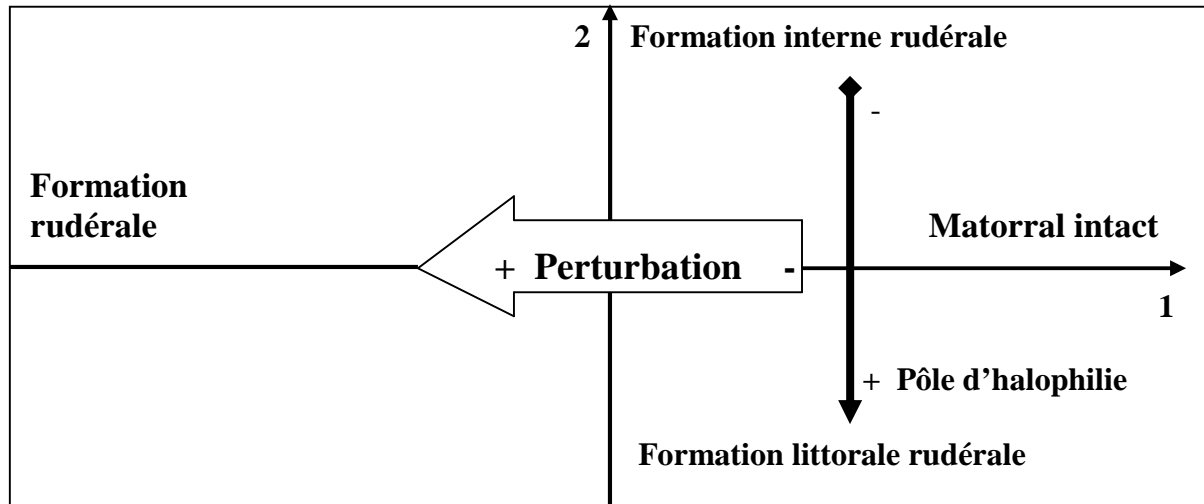 2 Formation interne rudérale
-
Formation
rudérale
Matorral intact
+ Perturbation -
1
+ Pôle d’halophilie
Formation littorale rudérale